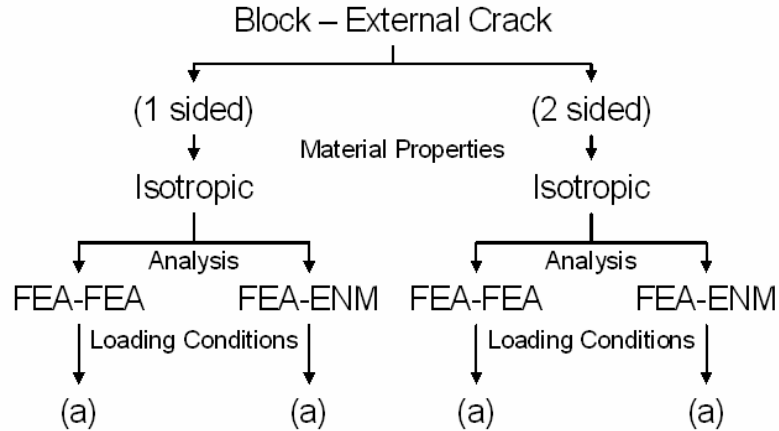 Block – External Crack
(1 sided) (2 sided)
Material Properties
Isotropic Isotropic
Analysis Analysis
FEA-FEA FEA-ENM FEA-FEA FEA-ENM
Loading Conditions Loading Conditions
(a) (a) (a) (a)